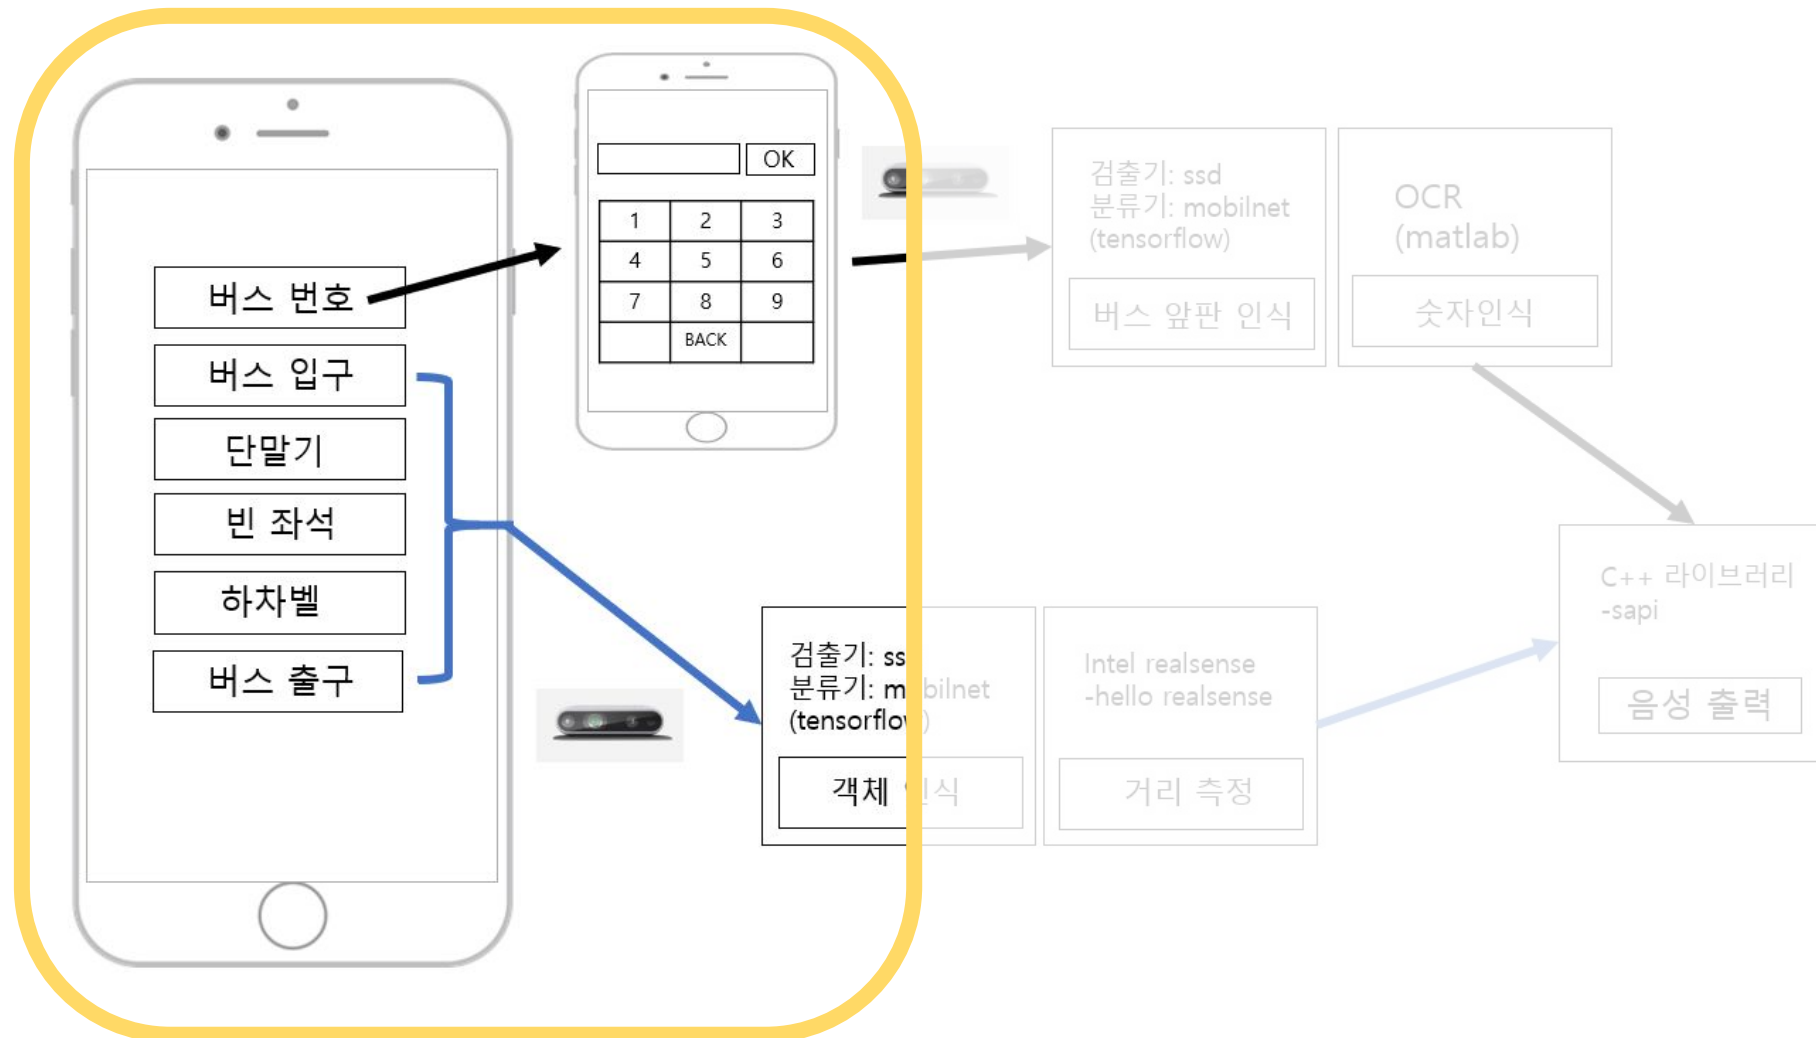 버스 번호
버스 입구
단말기
빈 좌석
하차벨
버스 출구
OK
1 2 3
4 5 6
7 8 9
BACK
검출기: ssd
분류기: mobilnet
(tensorflow)
버스 앞판 인식
OCR
(matlab)
숫자인식
검출기: ss
분류기: m bilnet
(tensorflow)
객체 인식
Intel realsense
-hello realsense
거리 측정
C++ 라이브러리
-sapi
음성 출력